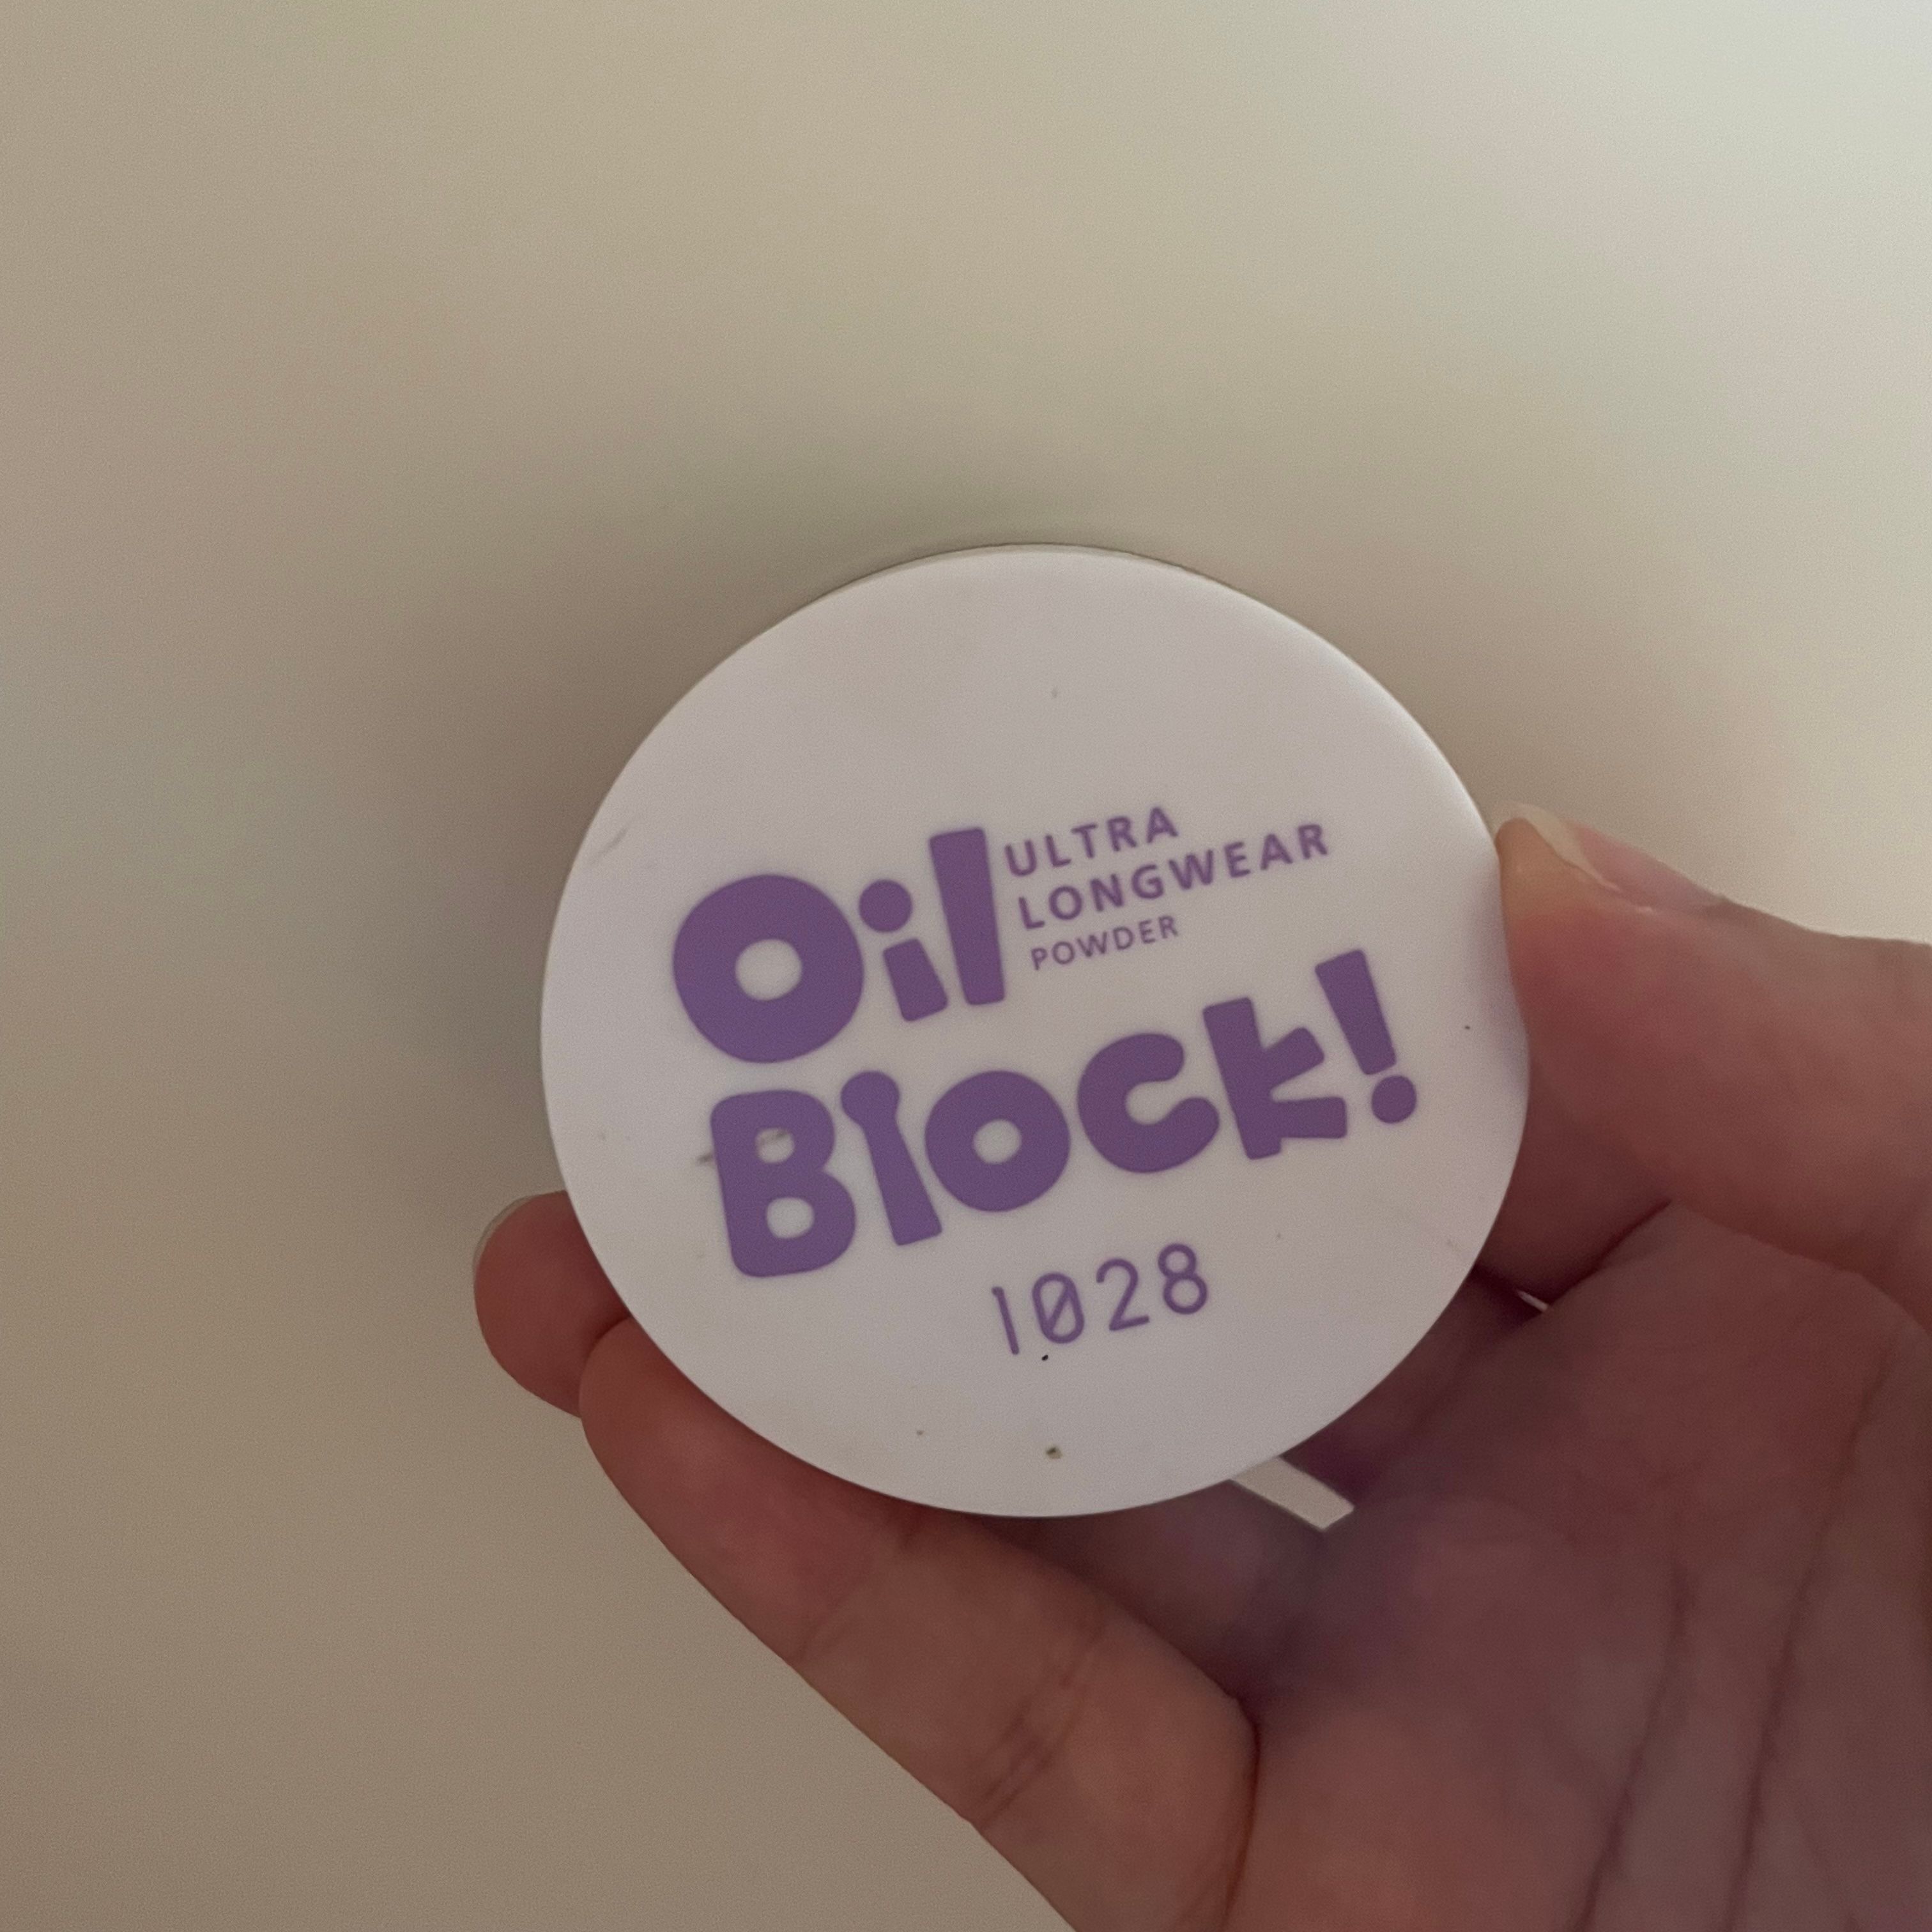 Oil ULTRA
LONGWEAR
POWDER
Block!
1028